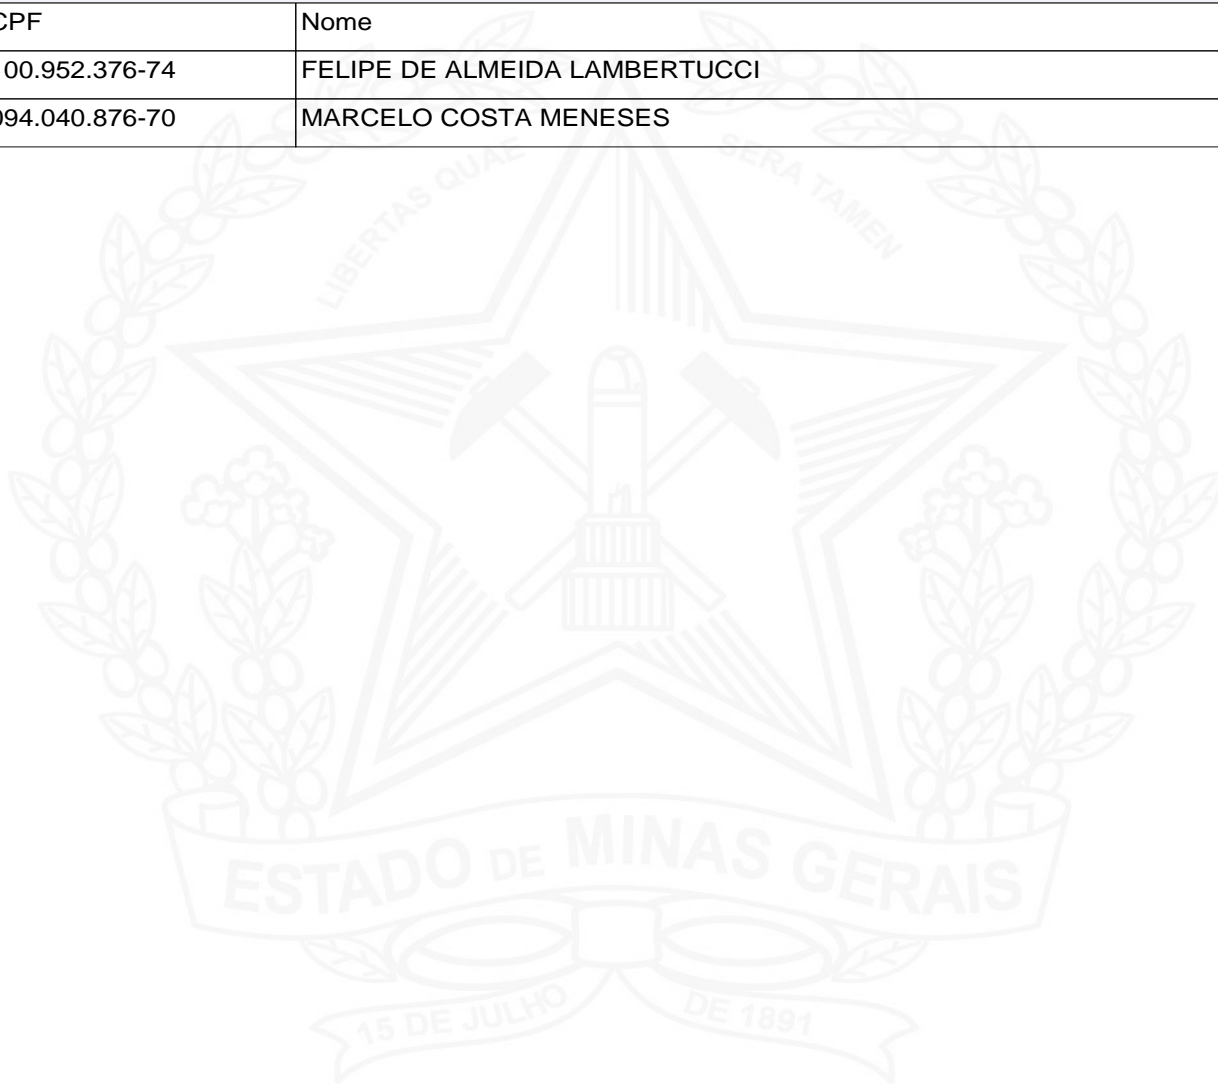 CPF Nome
00.952.376-74 FELIPE DE ALMEIDA LAMBERTUCCI
094.040.876-70 MARCELO COSTA MENESES
LIBERTAS QUAE SERA TAMEN
ESTADO DE MINAS GERAIS
15 DE JULHO DE 1891